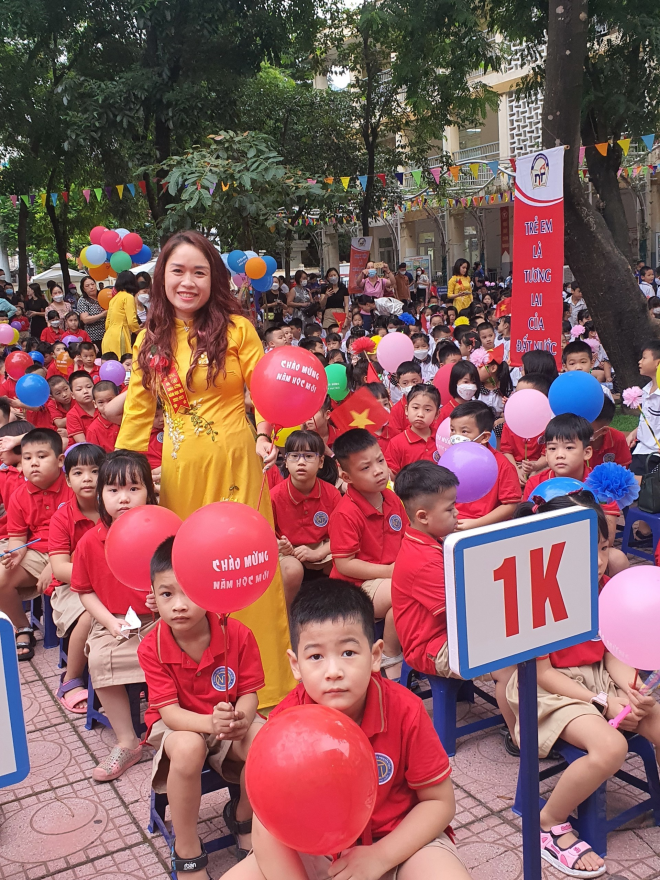 TRẺ EM
LÀ
TƯƠNG LAI
CỦA
ĐẤT NƯỚC
CHÀO MỪNG
NĂM HỌC MỚI
CHÀO MỪNG
NĂM HỌC MỚI
1K